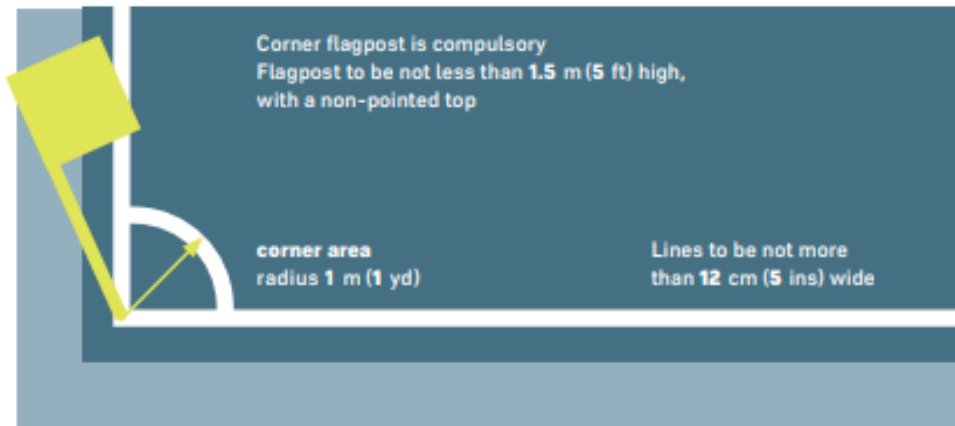 Corner flagpost is compulsory
Flagpost to be not less than 1.5 m (5 ft) high,
with a non-pointed top
corner area
radius 1 m (1 yd)
Lines to be not more
than 12 cm (5 ins) wide